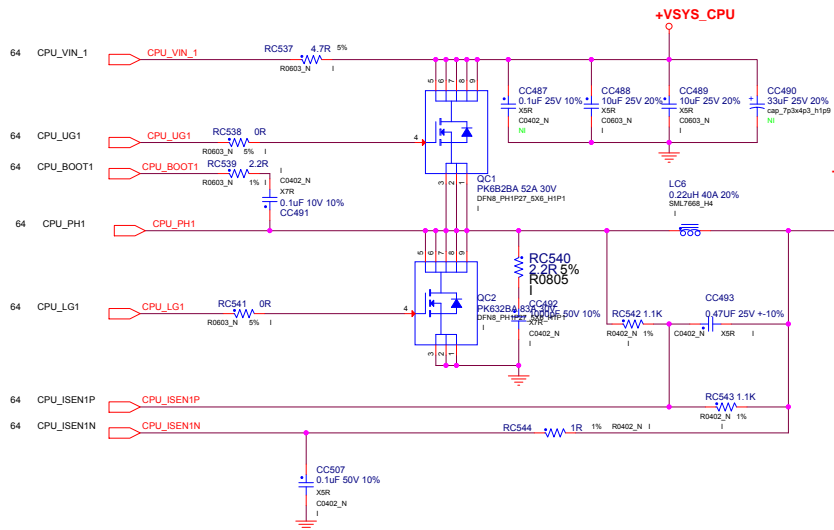 +VSYS_CPU
64 CPU_VIN_1 CPU_VIN_1
RC537 4.7R 5%
R0603_N I
5 6 7 8 9
CC487
0.1uF 25V 10%
X5R
C0402_N
NI
CC488
10uF 25V 20%
X5R
C0603_N
I
CC489
10uF 25V 20%
X5R
C0603_N
I
CC490
33uF 25V 20%
cap_7p3x4p3_h1p9
NI
64 CPU_UG1 CPU_UG1
RC538 0R
R0603_N 5% I
4
64 CPU_BOOT1 CPU_BOOT1
RC539 2.2R
R0603_N 1% I
I
C0402_N
X7R
0.1uF 10V 10%
CC491
3 2 1
QC1
PK6B2BA 52A 30V
DFN8_PH1P27_5X6_H1P1
I
LC6
0.22uH 40A 20%
SML7668_H4
I
64 CPU_PH1 CPU_PH1
5 6 7 8 9
RC540
2.2R 5%
R0805
I
64 CPU_LG1 CPU_LG1
RC541 0R
R0603_N 5% I
4
QC2
PK632BA 83A 30V
DFN8_PH1P27_5X6_H1P1
I
3 2 1
CC492
1000PF 50V 10%
X7R
C0402_N
I
RC542 1.1K
R0402_N 1%
I
CC493
0.47UF 25V +-10%
C0402_N X5R
I
64 CPU_ISEN1P CPU_ISEN1P
RC543 1.1K
R0402_N 1%
I
64 CPU_ISEN1N CPU_ISEN1N
RC544 1R 1% R0402_N I
CC507
0.1uF 50V 10%
X5R
C0402_N
I